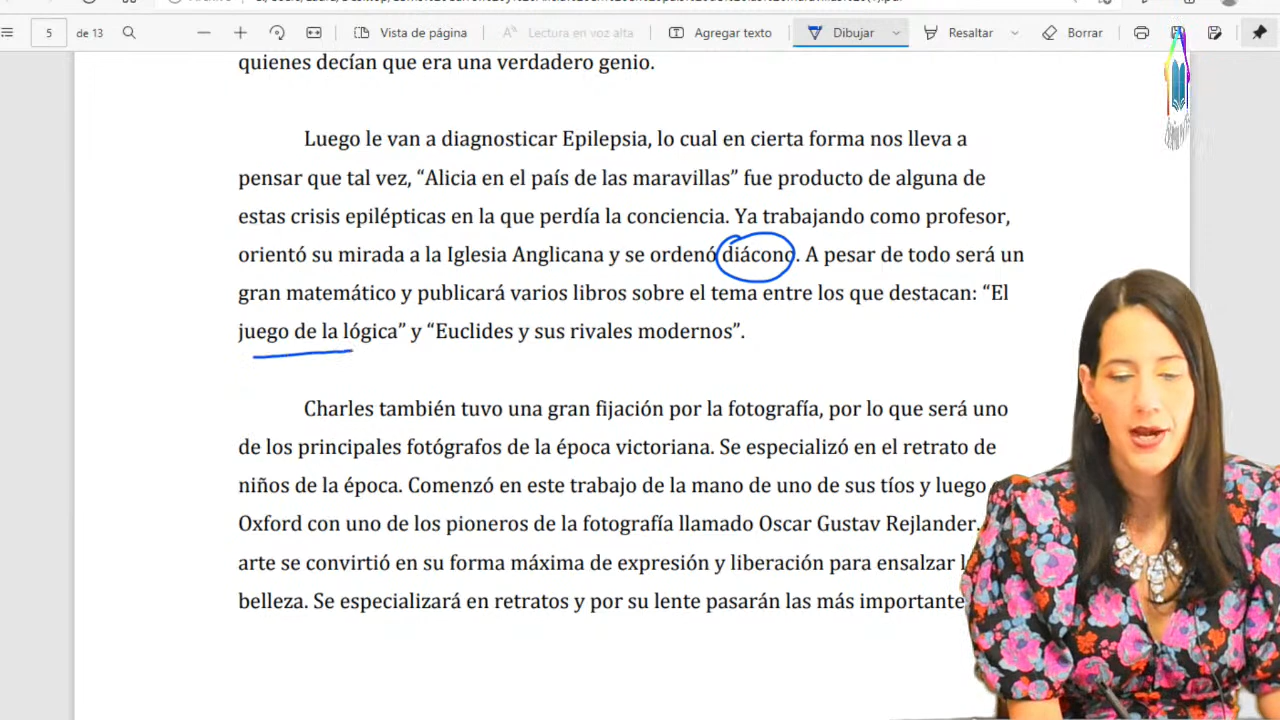 5 de 13 Vista de página Lectura en voz alta Agregar texto Dibujar Resaltar Borrar
quienes decían que era una verdadero genio.
Luego le van a diagnosticar Epilepsia, lo cual en cierta forma nos lleva a
pensar que tal vez, “Alicia en el país de las maravillas” fue producto de alguna de
estas crisis epilépticas en la que perdía la conciencia. Ya trabajando como profesor,
orientó su mirada a la Iglesia Anglicana y se ordenó diácono. A pesar de todo será un
gran matemático y publicará varios libros sobre el tema entre los que destacan: “El
juego de la lógica” y “Euclides y sus rivales modernos”.
Charles también tuvo una gran fijación por la fotografía, por lo que será uno
de los principales fotógrafos de la época victoriana. Se especializó en el retrato de
niños de la época. Comenzó en este trabajo de la mano de uno de sus tíos y luego
Oxford con uno de los pioneros de la fotografía llamado Oscar Gustav Rejlander.
arte se convirtió en su forma máxima de expresión y liberación para ensalzar
belleza. Se especializará en retratos y por su lente pasarán las más importante